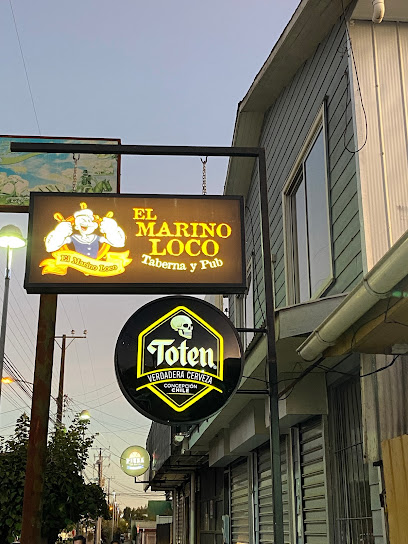 EL
MARINO
LOCO
Taberna y Pub
El Marino Loco
Toten
VERDADERA CERVEZA
CONCEPCIÓN
CHILE